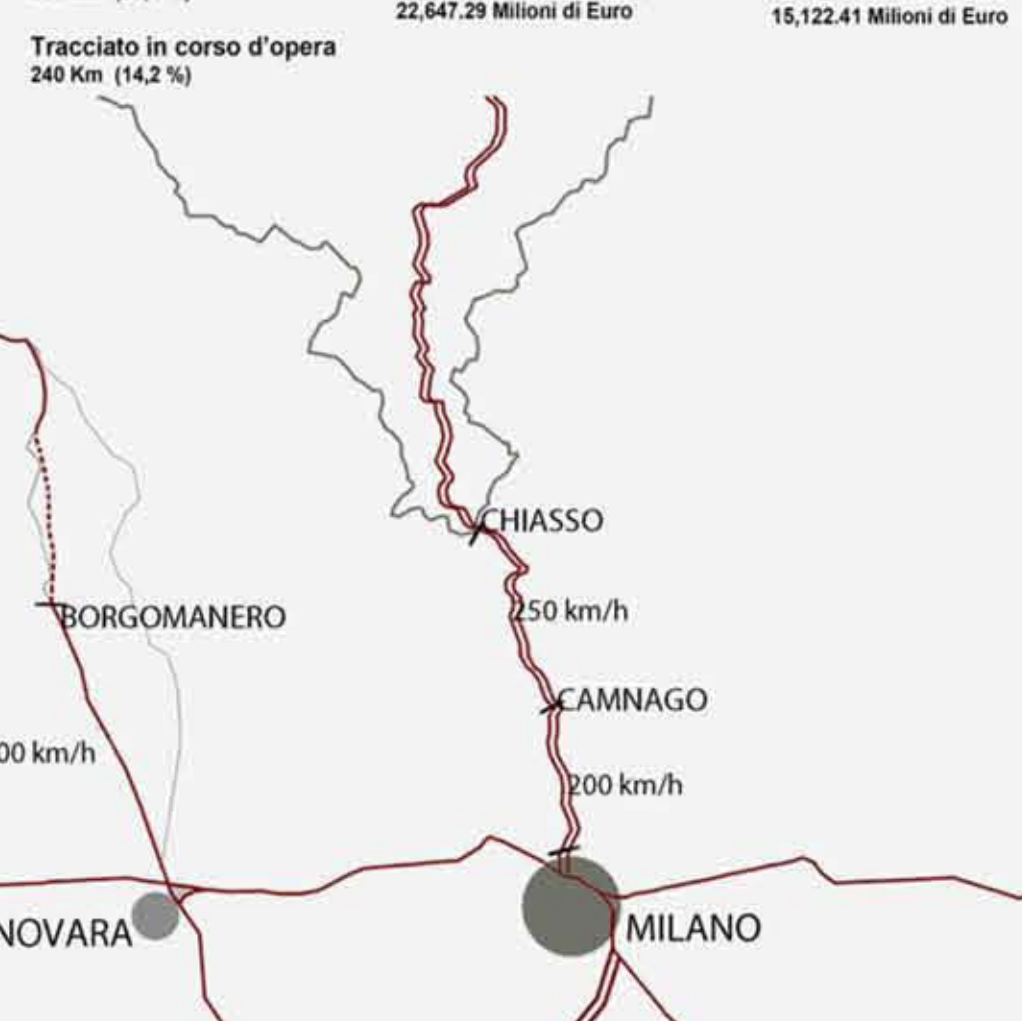 22,647.29 Milioni di Euro
15,122.41 Milioni di Euro
Tracciato in corso d'opera
240 Km (14,2 %)
CHIASSO
250 km/h
BORGOMANERO
CAMNAGO
00 km/h
200 km/h
NOVARA
MILANO